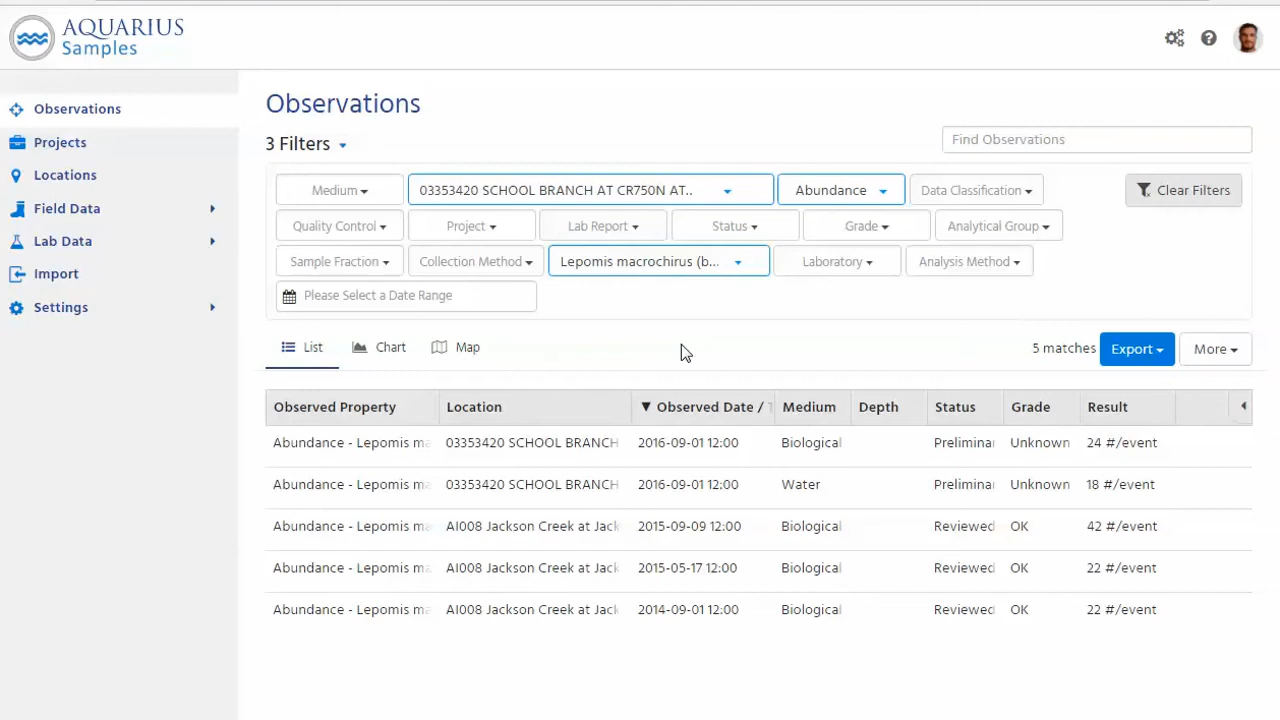 AQUARIUS
Samples
Observations
Projects
Locations
Field Data
Lab Data
Import
Settings
Observations
3 Filters
Find Observations
Medium
03353420 SCHOOL BRANCH AT CR750N AT..
Abundance
Data Classification
Clear Filters
Quality Control
Project
Lab Report
Status
Grade
Analytical Group
Sample Fraction
Collection Method
Lepomis macrochirus (b...
Laboratory
Analysis Method
Please Select a Date Range
List
Chart
Map
5 matches
Export
More
Observed Property Location ▼ Observed Date / Medium Depth Status Grade Result
Abundance - Lepomis ma 03353420 SCHOOL BRANCH 2016-09-01 12:00 Biological Preliminar Unknown 24 #/event
Abundance - Lepomis ma 03353420 SCHOOL BRANCH 2016-09-01 12:00 Water Preliminar Unknown 18 #/event
Abundance - Lepomis ma AI008 Jackson Creek at Jack 2015-09-09 12:00 Biological Reviewed OK 42 #/event
Abundance - Lepomis ma AI008 Jackson Creek at Jack 2015-05-17 12:00 Biological Reviewed OK 22 #/event
Abundance - Lepomis ma AI008 Jackson Creek at Jack 2014-09-01 12:00 Biological Reviewed OK 22 #/event